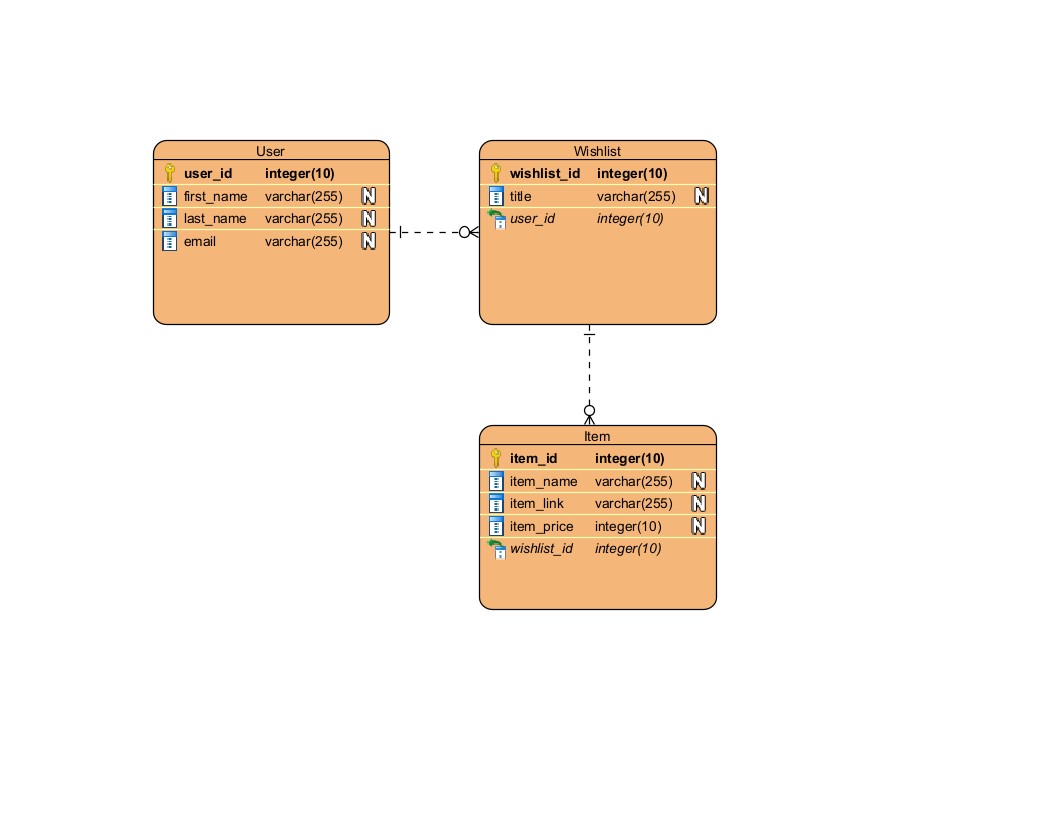 User
user_id integer(10)
first_name varchar(255) N
last_name varchar(255) N
email varchar(255) N
Wishlist
wishlist_id integer(10)
title varchar(255) N
user_id integer(10)
Item
item_id integer(10)
item_name varchar(255) N
item_link varchar(255) N
item_price integer(10) N
wishlist_id integer(10)